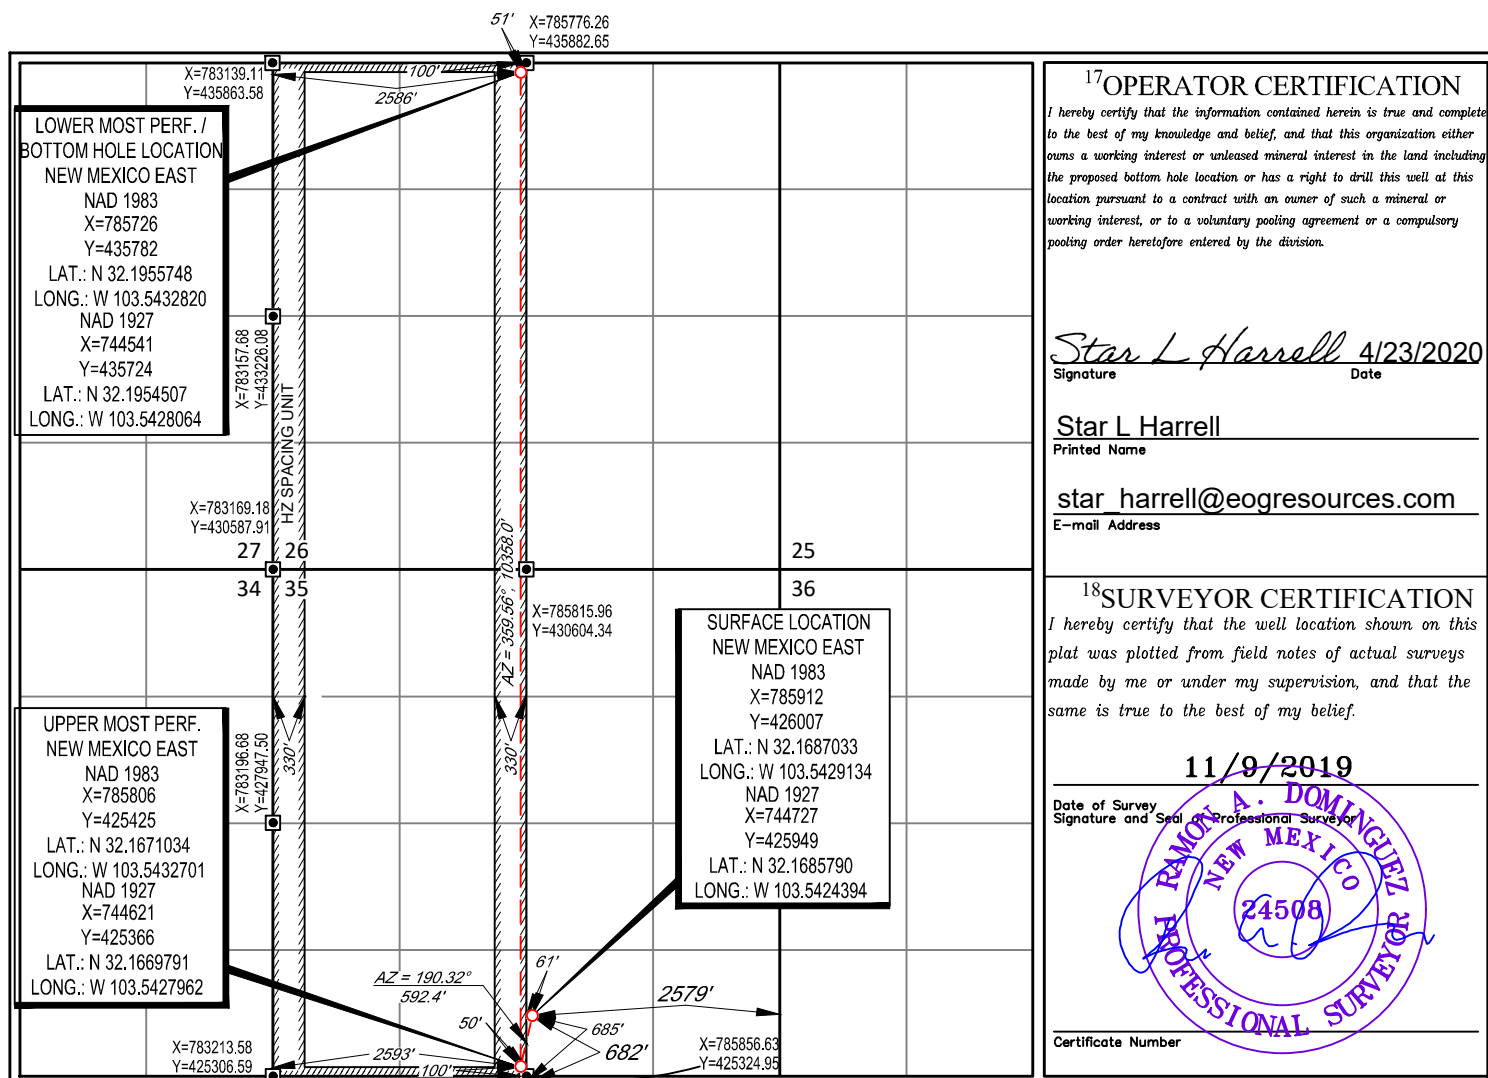 51'
X=785776.26
Y=435882.65
X=783139.11
Y=435863.58
100'
2586'
LOWER MOST PERF. /
BOTTOM HOLE LOCATION
NEW MEXICO EAST
NAD 1983
X=785726
Y=435782
LAT.: N 32.1955748
LONG.: W 103.5432820
NAD 1927
X=744541
Y=435724
LAT.: N 32.1954507
LONG.: W 103.5428064
X=783157.68
Y=433226.08
HZ SPACING UNIT
X=783169.18
Y=430587.91
27 26
34 35
25
36
AZ = 359.56°, 10358.0'
X=785815.96
Y=430604.34
SURFACE LOCATION
NEW MEXICO EAST
NAD 1983
X=785912
Y=426007
LAT.: N 32.1687033
LONG.: W 103.5429134
NAD 1927
X=744727
Y=425949
LAT.: N 32.1685790
LONG.: W 103.5424394
UPPER MOST PERF.
NEW MEXICO EAST
NAD 1983
X=785806
Y=425425
LAT.: N 32.1671034
LONG.: W 103.5432701
NAD 1927
X=744621
Y=425366
LAT.: N 32.1669791
LONG.: W 103.5427962
X=783196.68
Y=427947.50
330'
330'
AZ = 190.32°
592.4'
61'
2579'
50'
685'
682'
X=783213.58
Y=425306.59
2593'
100'
X=785856.63
Y=425324.95
17 OPERATOR CERTIFICATION
I hereby certify that the information contained herein is true and complete
to the best of my knowledge and belief, and that this organization either
owns a working interest or unleased mineral interest in the land including
the proposed bottom hole location or has a right to drill this well at this
location pursuant to a contract with an owner of such a mineral or
working interest, or to a voluntary pooling agreement or a compulsory
pooling order heretofore entered by the division.
Star L Harrell 4/23/2020
Signature Date
Star L Harrell
Printed Name
star_harrell@eogresources.com
E-mail Address
18 SURVEYOR CERTIFICATION
I hereby certify that the well location shown on this
plat was plotted from field notes of actual surveys
made by me or under my supervision, and that the
same is true to the best of my belief.
11/9/2019
Date of Survey
Signature and Seal of Professional Surveyor
RAMON A. DOMINGUEZ
NEW MEXICO
24508
PROFESSIONAL SURVEYOR
Certificate Number